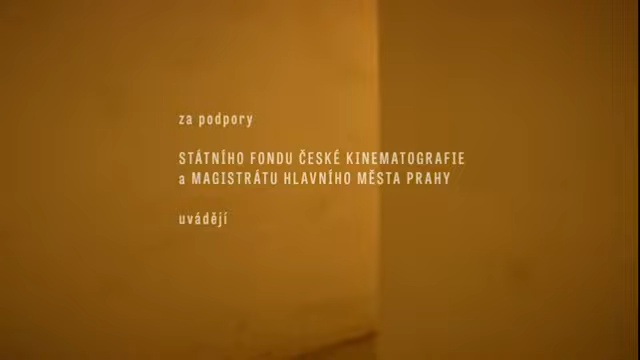 za podpory
STÁTNÍHO FONDU ČESKÉ KINEMATOGRAFIE
a MAGISTRÁTU HLAVNÍHO MĚSTA PRAHY
uvádějí